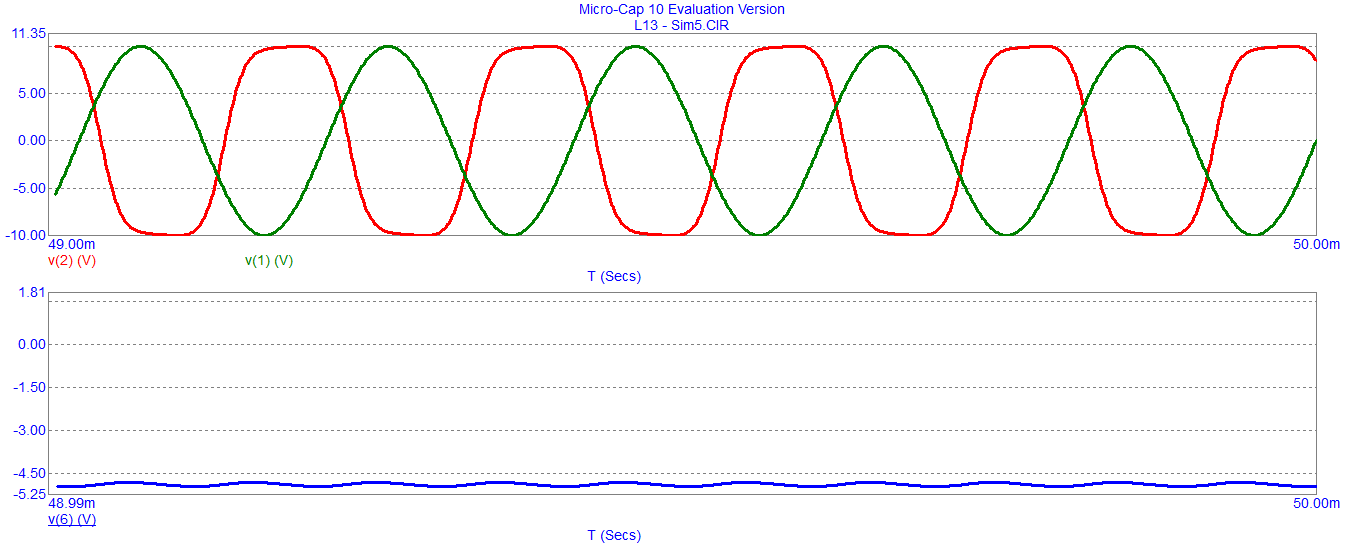 Micro-Cap 10 Evaluation Version
L13 - Sim5.CIR
11.35
5.00
0.00
-5.00
-10.00
49.00m 50.00m
v(2) (V) v(1) (V)
T (Secs)
1.81
0.00
-1.50
-3.00
-4.50
-5.25
48.99m 50.00m
v(6) (V)
T (Secs)